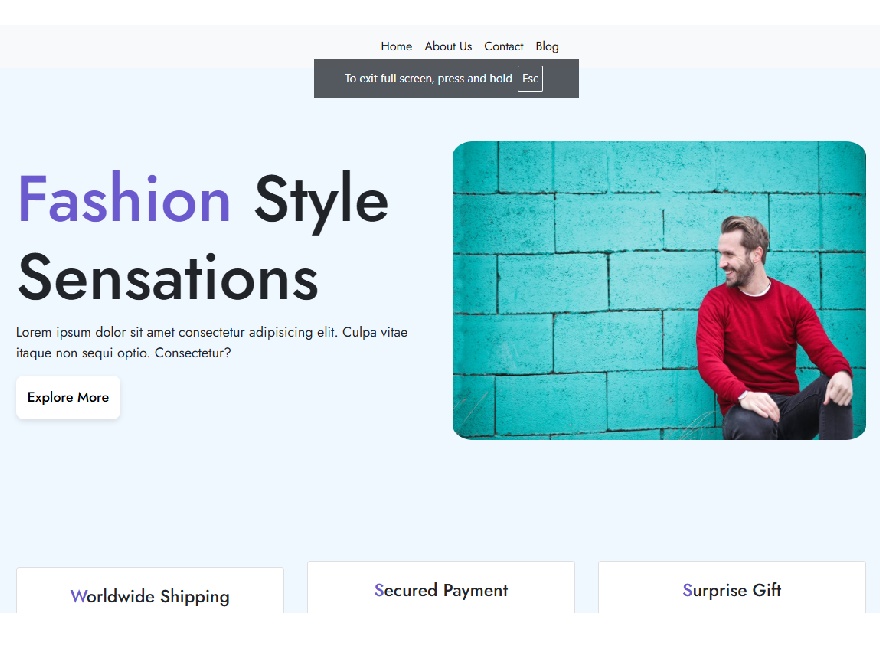 Home About Us Contact Blog
To exit full screen, press and hold Esc
Fashion Style
Sensations
Lorem ipsum dolor sit amet consectetur adipisicing elit. Culpa vitae
itaque non sequi optio. Consectetur?
Explore More
Worldwide Shipping
Secured Payment
Surprise Gift